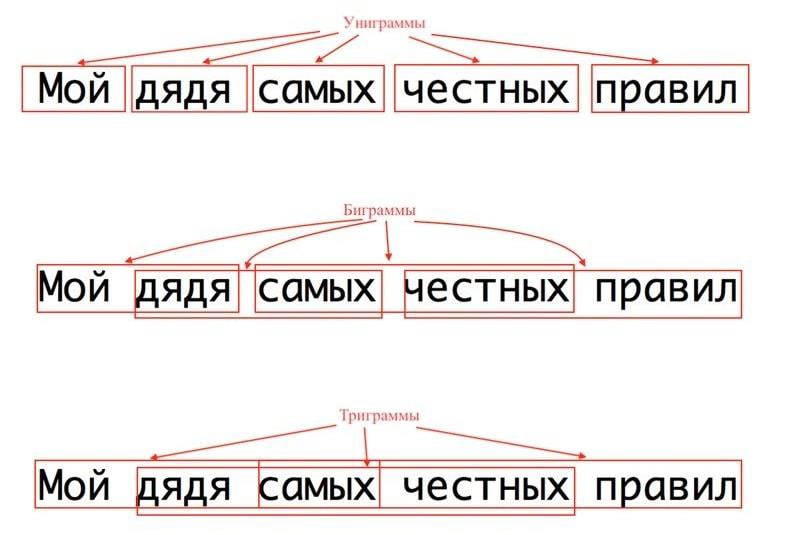 Униграммы
Мой дядя самых честных правил
Биграммы
Мой дядя самых честных правил
Триграммы
Мой дядя самых честных правил